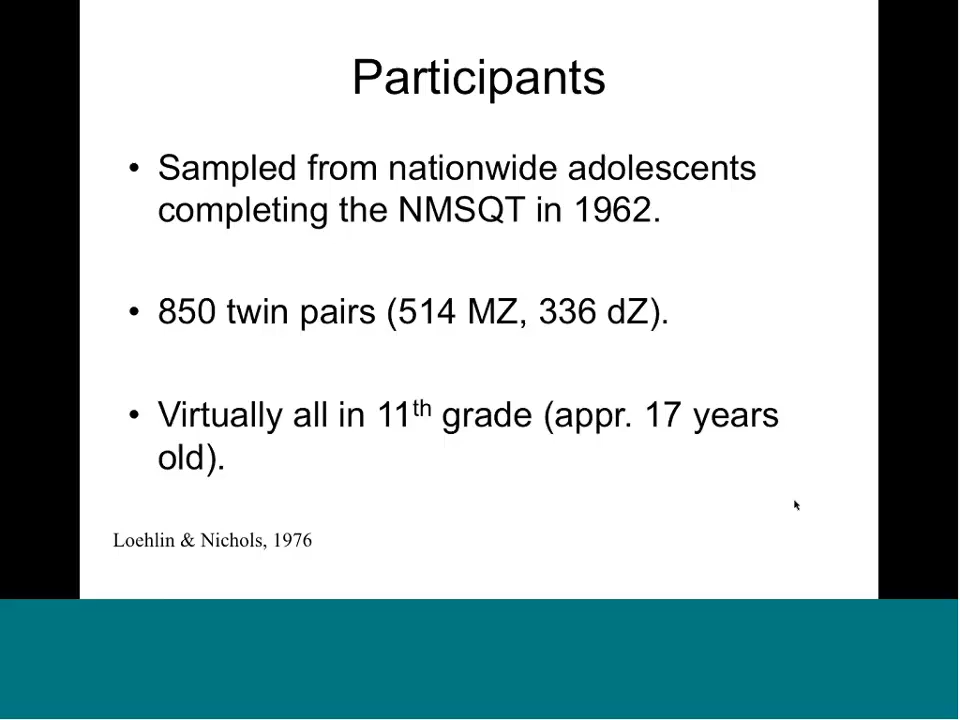 Participants
• Sampled from nationwide adolescents
completing the NMSQT in 1962.
• 850 twin pairs (514 MZ, 336 dZ).
• Virtually all in 11th grade (appr. 17 years
old).
Loehlin & Nichols, 1976